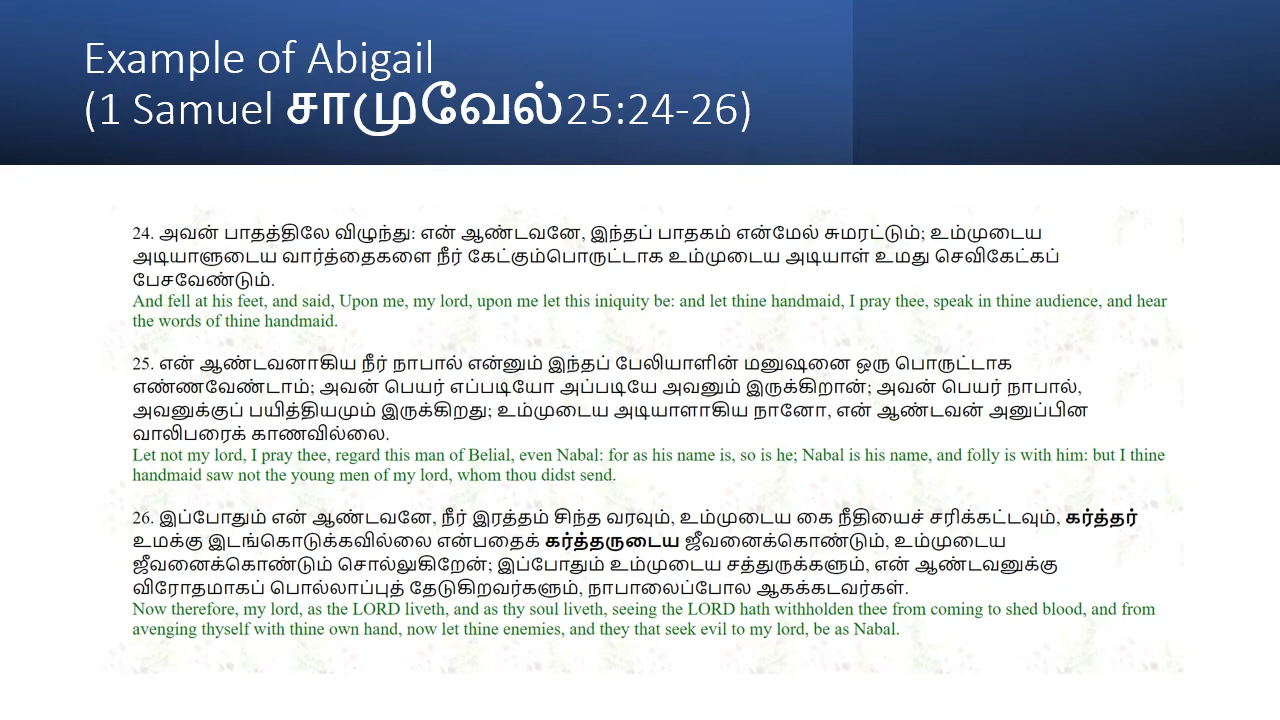 Example of Abigail
(1 Samuel சாமுவேல்25:24-26)
24. அவன் பாதத்திலே விழுந்து: என் ஆண்டவனே, இந்தப் பாதகம் என்மேல் சுமரட்டும்; உம்முடைய
அடியாளுடைய வார்த்தைகளை நீர் கேட்கும்பொருட்டாக உம்முடைய அடியாள் உமது செவிகேட்கப்
பேசவேண்டும்.
And fell at his feet, and said, Upon me, my lord, upon me let this iniquity be: and let thine handmaid, I pray thee, speak in thine audience, and hear
the words of thine handmaid.
25. என் ஆண்டவனாகிய நீர் நாபால் என்னும் இந்தப் பேலியாளின் மனுஷனை ஒரு பொருட்டாக
எண்ணவேண்டாம்; அவன் பெயர் எப்படியோ அப்படியே அவனும் இருக்கிறான்; அவன் பெயர் நாபால்,
அவனுக்குப் பயித்தியமும் இருக்கிறது; உம்முடைய அடியாளாகிய நானோ, என் ஆண்டவன் அனுப்பின
வாலிபரைக் காணவில்லை.
Let not my lord, I pray thee, regard this man of Belial, even Nabal: for as his name is, so is he; Nabal is his name, and folly is with him: but I thine
handmaid saw not the young men of my lord, whom thou didst send.
26. இப்போதும் என் ஆண்டவனே, நீர் இரத்தம் சிந்த வரவும், உம்முடைய கை நீதியைச் சரிக்கட்டவும், கர்த்தர்
உமக்கு இடங்கொடுக்கவில்லை என்பதைக் கர்த்தருடைய ஜீவனைக்கொண்டும், உம்முடைய
ஜீவனைக்கொண்டும் சொல்லுகிறேன்; இப்போதும் உம்முடைய சத்துருக்களும், என் ஆண்டவனுக்கு
விரோதமாகப் பொல்லாப்புத் தேடுகிறவர்களும், நாபாலைப்போல ஆகக்கடவர்கள்.
Now therefore, my lord, as the LORD liveth, and as thy soul liveth, seeing the LORD hath withholden thee from coming to shed blood, and from
avenging thyself with thine own hand, now let thine enemies, and they that seek evil to my lord, be as Nabal.